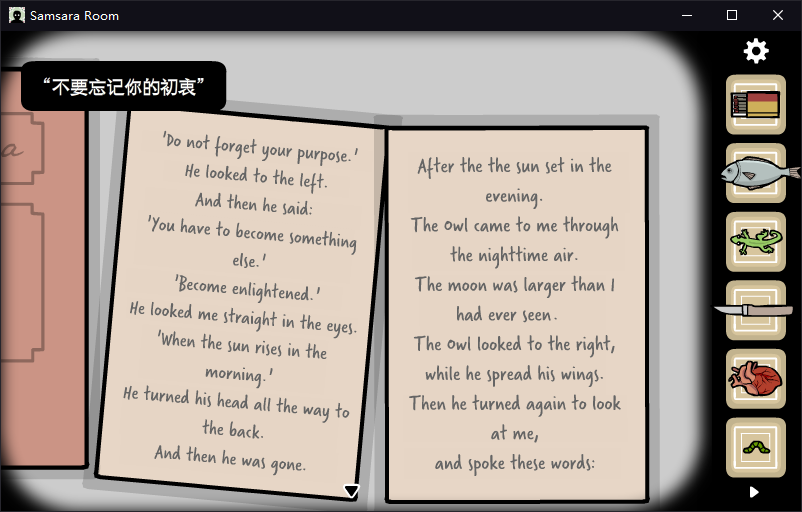 Samsara Room
“不要忘记你的初衷”
a
'Do not forget your purpose.'
He looked to the left.
And then he said:
'You have to become something
else.'
'Become enlightened.'
He looked me straight in the eyes.
'When the sun rises in the
morning.'
He turned his head all the way to
the back.
And then he was gone.
After the the sun set in the
evening.
The Owl came to me through
the nighttime air.
The moon was larger than I
had ever seen.
The Owl looked to the right,
while he spread his wings.
Then he turned again to look
at me,
and spoke these words: